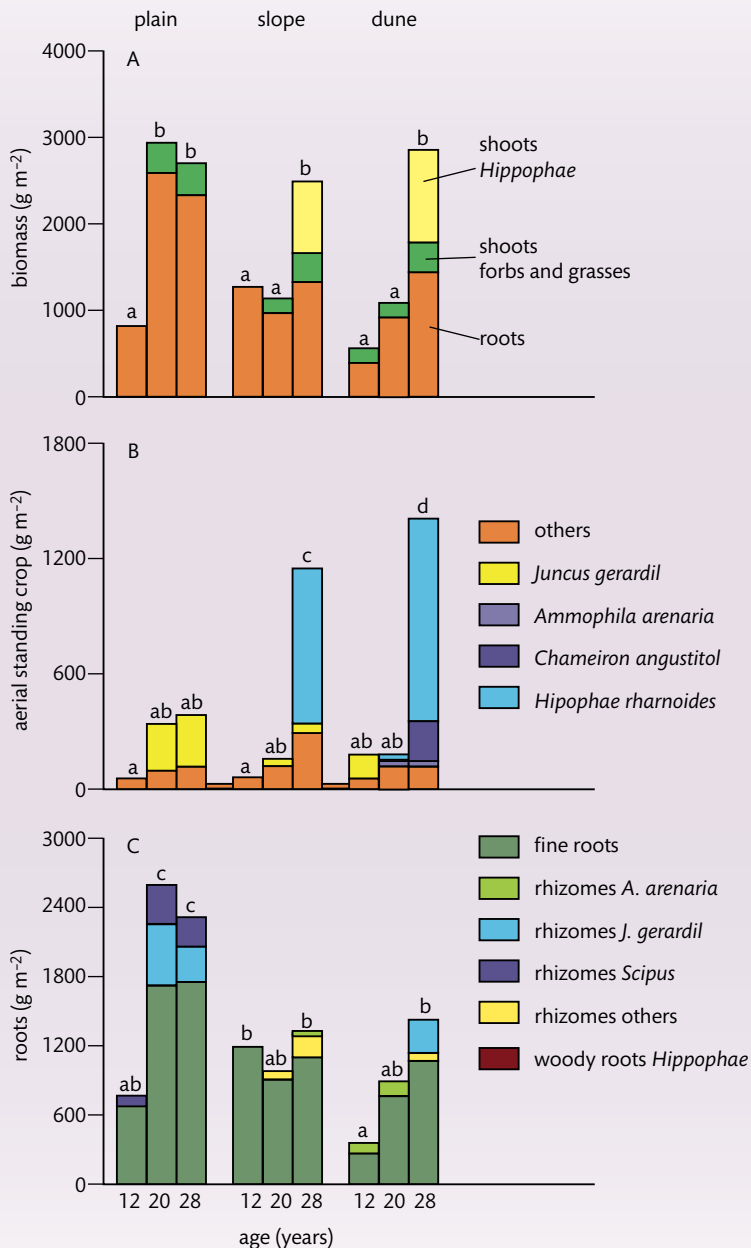 plain slope dune
A
4000
3000
2000
1000
0
biomass (g m⁻²)
a b b
a a b
a a b
shoots
Hippophae
shoots
forbs and grasses
roots
B
1800
1200
600
0
aerial standing crop (g m⁻²)
a ab ab
a ab c
ab ab d
others
Juncus gerardil
Ammophila arenaria
Chameiron angustitol
Hipophae rharnoides
C
3000
2400
1800
1200
600
0
roots (g m⁻²)
ab c c
b ab b
a ab b
fine roots
rhizomes A. arenaria
rhizomes J. gerardil
rhizomes Scipus
rhizomes others
woody roots Hippophae
12 20 28 12 20 28 12 20 28
age (years)